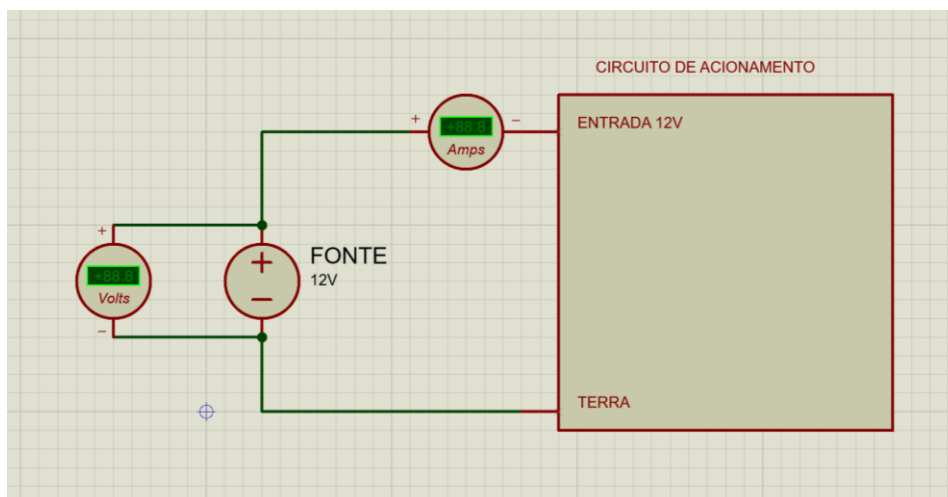 CIRCUITO DE ACIONAMENTO
+ +88.8 −
Amps
ENTRADA 12V
+
+88.8
Volts
−
FONTE
12V
+
−
TERRA